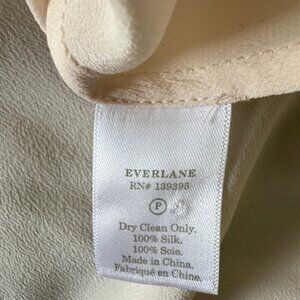 EVERLANE
RN# 139398
P
Dry Clean Only.
100% Silk.
100% Soie.
Made in China.
Fabriqué en Chine.